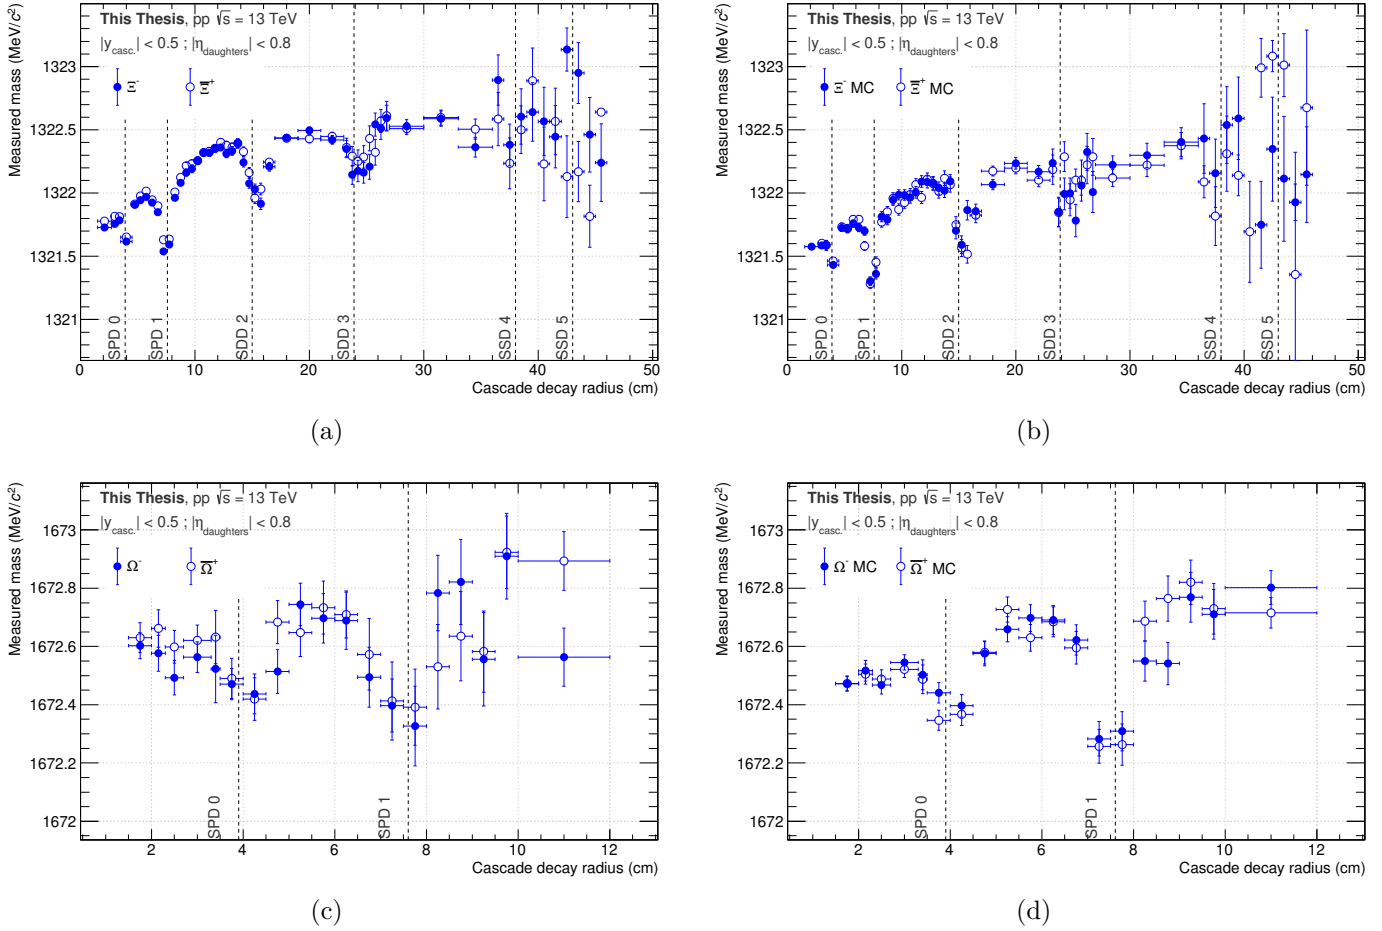 This Thesis, pp √s = 13 TeV
|y_casc.| < 0.5 ; |η_daughters| < 0.8
Ξ⁻
Ξ̅⁺
Measured mass (MeV/c²)
1323
1322.5
1322
1321.5
1321
SPD 0
SPD 1
SDD 2
SDD 3
SSD 4
SSD 5
0 10 20 30 40 50
Cascade decay radius (cm)
(a)
This Thesis, pp √s = 13 TeV
|y_casc.| < 0.5 ; |η_daughters| < 0.8
Ξ⁻ MC
Ξ̅⁺ MC
Measured mass (MeV/c²)
1323
1322.5
1322
1321.5
1321
SPD 0
SPD 1
SDD 2
SDD 3
SSD 4
SSD 5
0 10 20 30 40 50
Cascade decay radius (cm)
(b)
This Thesis, pp √s = 13 TeV
|y_casc.| < 0.5 ; |η_daughters| < 0.8
Ω⁻
Ω̅⁺
Measured mass (MeV/c²)
1673
1672.8
1672.6
1672.4
1672.2
1672
SPD 0
SPD 1
2 4 6 8 10 12
Cascade decay radius (cm)
(c)
This Thesis, pp √s = 13 TeV
|y_casc.| < 0.5 ; |η_daughters| < 0.8
Ω⁻ MC
Ω̅⁺ MC
Measured mass (MeV/c²)
1673
1672.8
1672.6
1672.4
1672.2
1672
SPD 0
SPD 1
2 4 6 8 10 12
Cascade decay radius (cm)
(d)